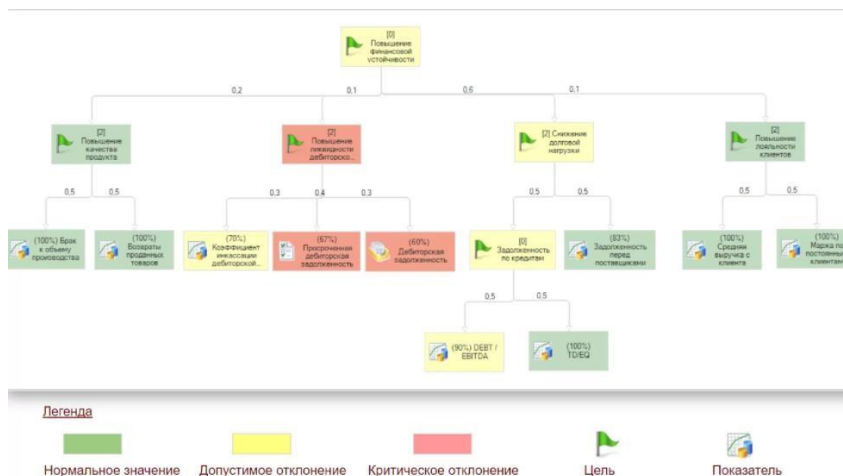 [0]
Повышение
финансовой
устойчивости
0,2
0,1
0,6
0,1
[2]
Повышение
качества
продукта
[2]
Повышение
ликвидности
дебиторско...
[2] Снижение
долговой
нагрузки
[2]
Повышение
лояльности
клиентов
0,5
0,5
0,3
0,4
0,3
0,5
0,5
0,5
0,5
(100%) Брак
к объему
производства
(100%)
Возвраты
проданных
товаров
(70%)
Коэффициент
инкассации
дебиторской...
(67%)
Просроченная
дебиторская
задолженность
(60%)
Дебиторская
задолженность
[0]
Задолженность
по кредитам
(83%)
Задолженность
перед
поставщиками
(100%)
Средняя
выручка с
клиента
(100%)
Маржа по
постоянным
клиентам
0,5
0,5
(90%) DEBT /
EBITDA
(100%)
TD/EQ
Легенда
Нормальное значение
Допустимое отклонение
Критическое отклонение
Цель
Показатель